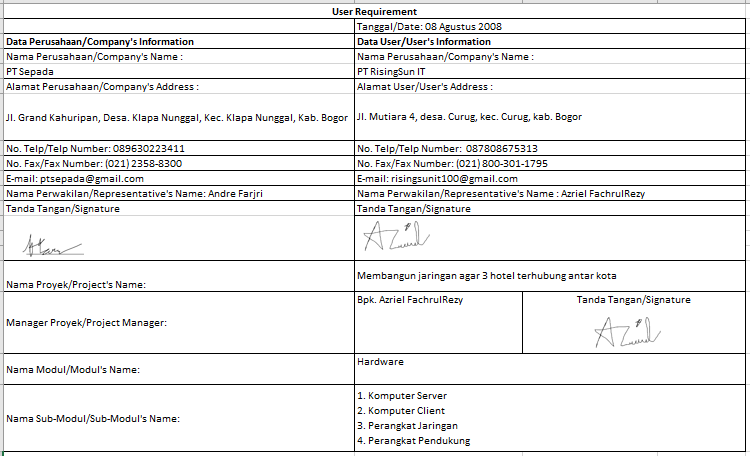 User Requirement
Tanggal/Date: 08 Agustus 2008
Data Perusahaan/Company's Information
Data User/User's Information
Nama Perusahaan/Company's Name :
Nama Perusahaan/Company's Name :
PT Sepada
PT RisingSun IT
Alamat Perusahaan/Company's Address :
Alamat User/User's Address :
Jl. Grand Kahuripan, Desa. Klapa Nunggal, Kec. Klapa Nunggal, Kab. Bogor
Jl. Mutiara 4, desa. Curug, kec. Curug, kab. Bogor
No. Telp/Telp Number: 089630223411
No. Telp/Telp Number: 087808675313
No. Fax/Fax Number: (021) 2358-8300
No. Fax/Fax Number: (021) 800-301-1795
E-mail: ptsepada@gmail.com
E-mail: risingsunit100@gmail.com
Nama Perwakilan/Representative's Name: Andre Farjri
Nama Perwakilan/Representative's Name : Azriel FachrulRezy
Tanda Tangan/Signature
Tanda Tangan/Signature
Nama Proyek/Project's Name:
Membangun jaringan agar 3 hotel terhubung antar kota
Manager Proyek/Project Manager:
Bpk. Azriel FachrulRezy
Tanda Tangan/Signature
Nama Modul/Modul's Name:
Hardware
Nama Sub-Modul/Sub-Modul's Name:
1. Komputer Server
2. Komputer Client
3. Perangkat Jaringan
4. Perangkat Pendukung